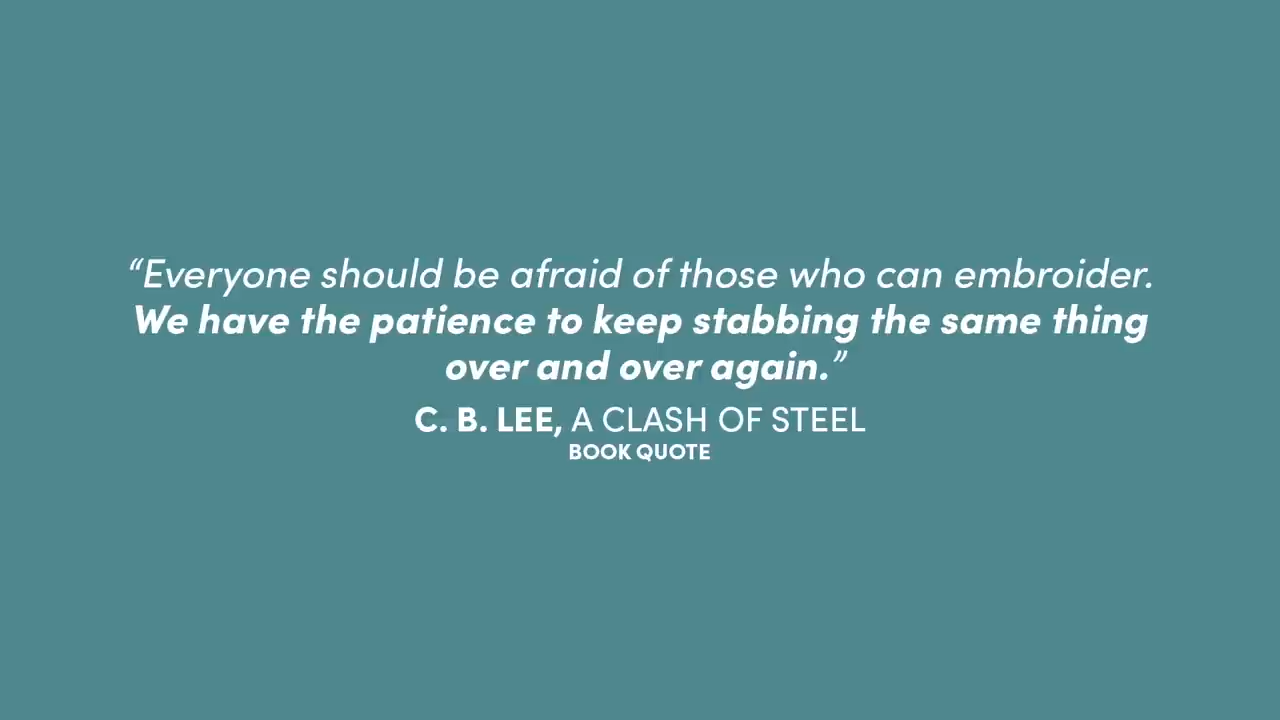 “Everyone should be afraid of those who can embroider.
We have the patience to keep stabbing the same thing
over and over again.”
C. B. LEE, A CLASH OF STEEL
BOOK QUOTE